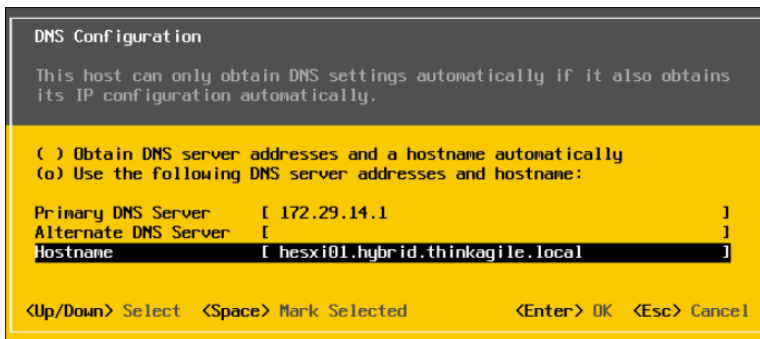 DNS Configuration
This host can only obtain DNS settings automatically if it also obtains
its IP configuration automatically.
( ) Obtain DNS server addresses and a hostname automatically
(o) Use the following DNS server addresses and hostname:
Primary DNS Server [ 172.29.14.1 ]
Alternate DNS Server [ ]
Hostname [ hesxi01.hybrid.thinkagile.local ]
<Up/Down> Select <Space> Mark Selected <Enter> OK <Esc> Cancel